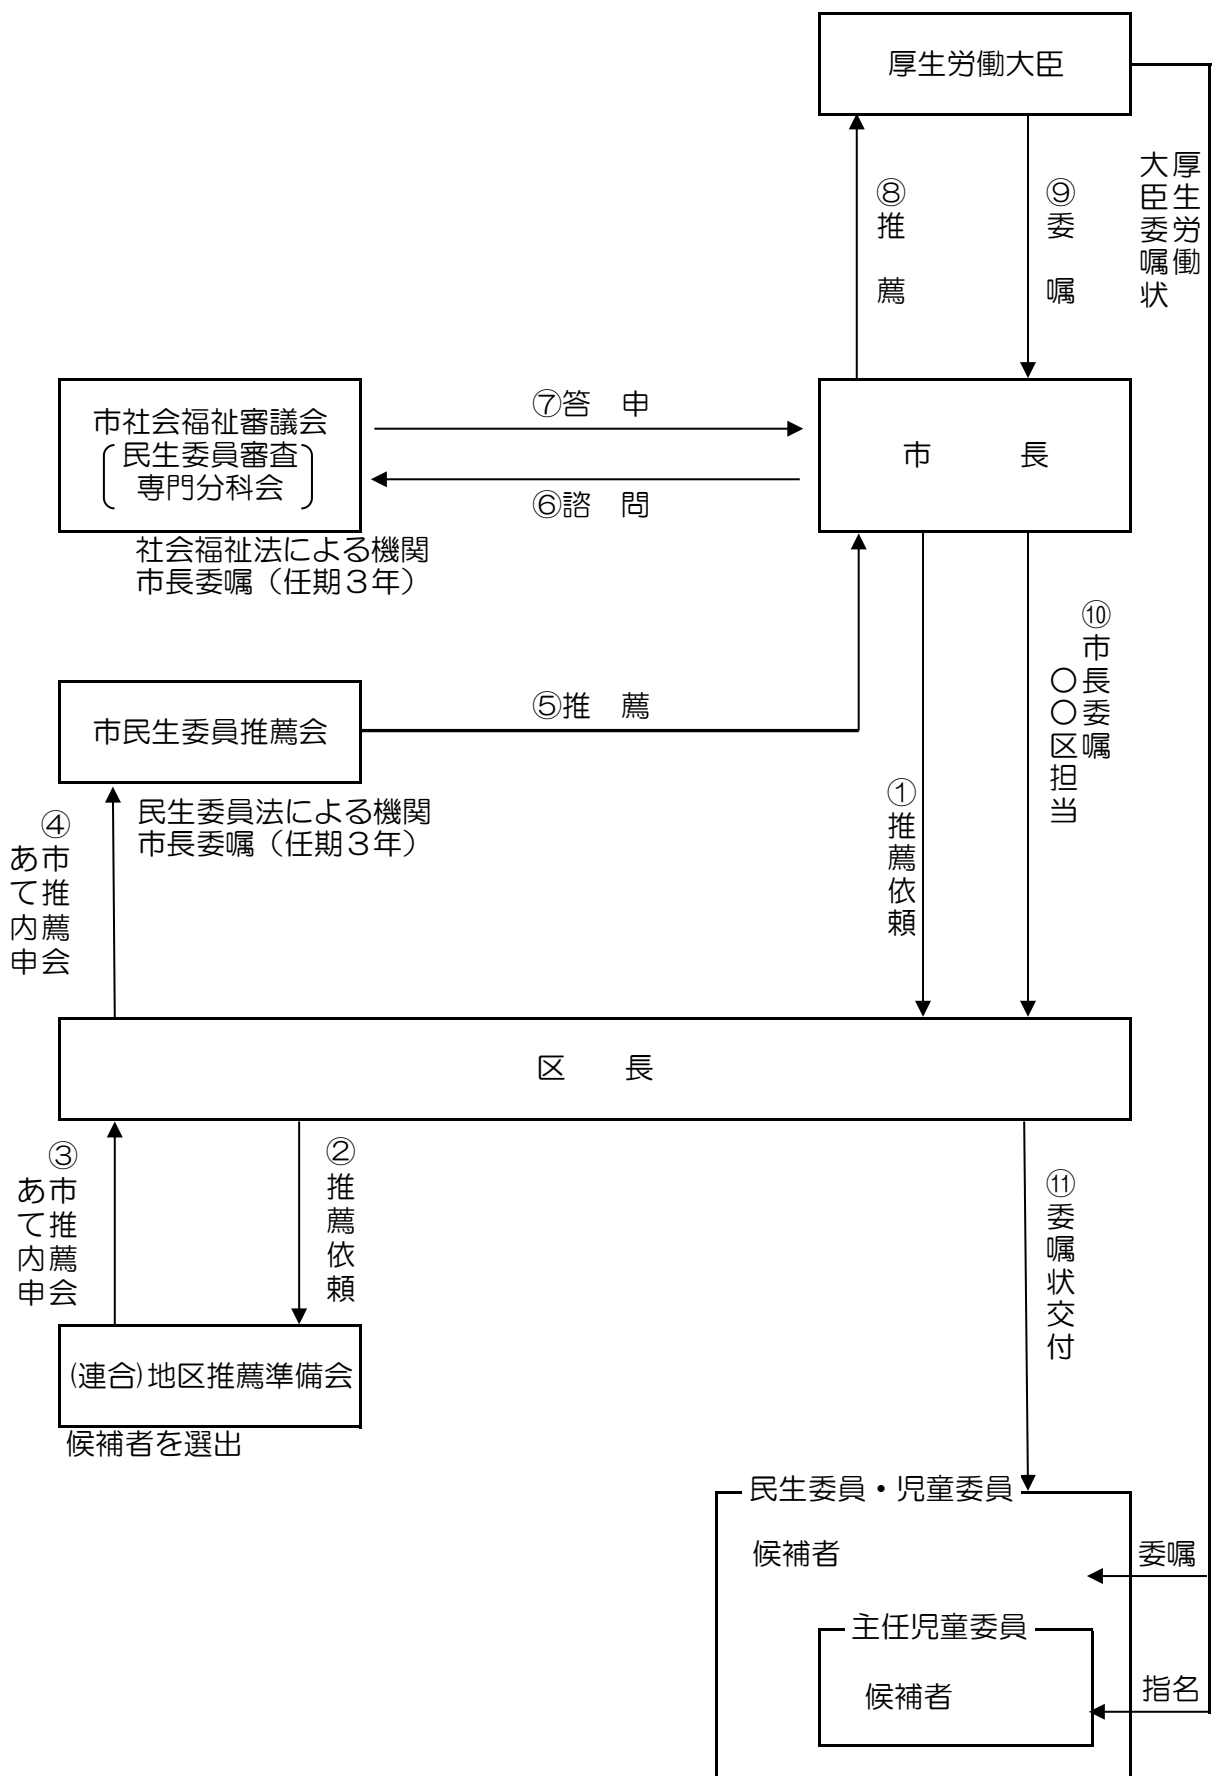 厚生労働大臣
厚生労働
大臣委嘱状
⑧推　薦
⑨委　嘱
市社会福祉審議会
民生委員審査
専門分科会
⑦答　申
⑥諮　問
市　　長
社会福祉法による機関
市長委嘱（任期３年）
⑩市長委嘱
〇〇区担当
市民生委員推薦会
⑤推　薦
①推薦依頼
民生委員法による機関
市長委嘱（任期３年）
④市推薦会
あて内申
区　　長
③市推薦会
あて内申
②推薦依頼
⑪委嘱状交付
(連合)地区推薦準備会
候補者を選出
民生委員・児童委員
候補者
委嘱
主任児童委員
候補者
指名